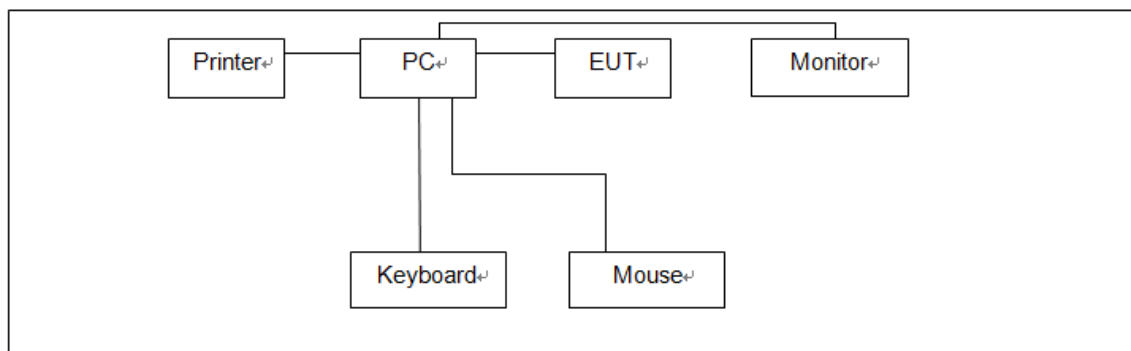 Printer
PC
EUT
Monitor
Keyboard
Mouse